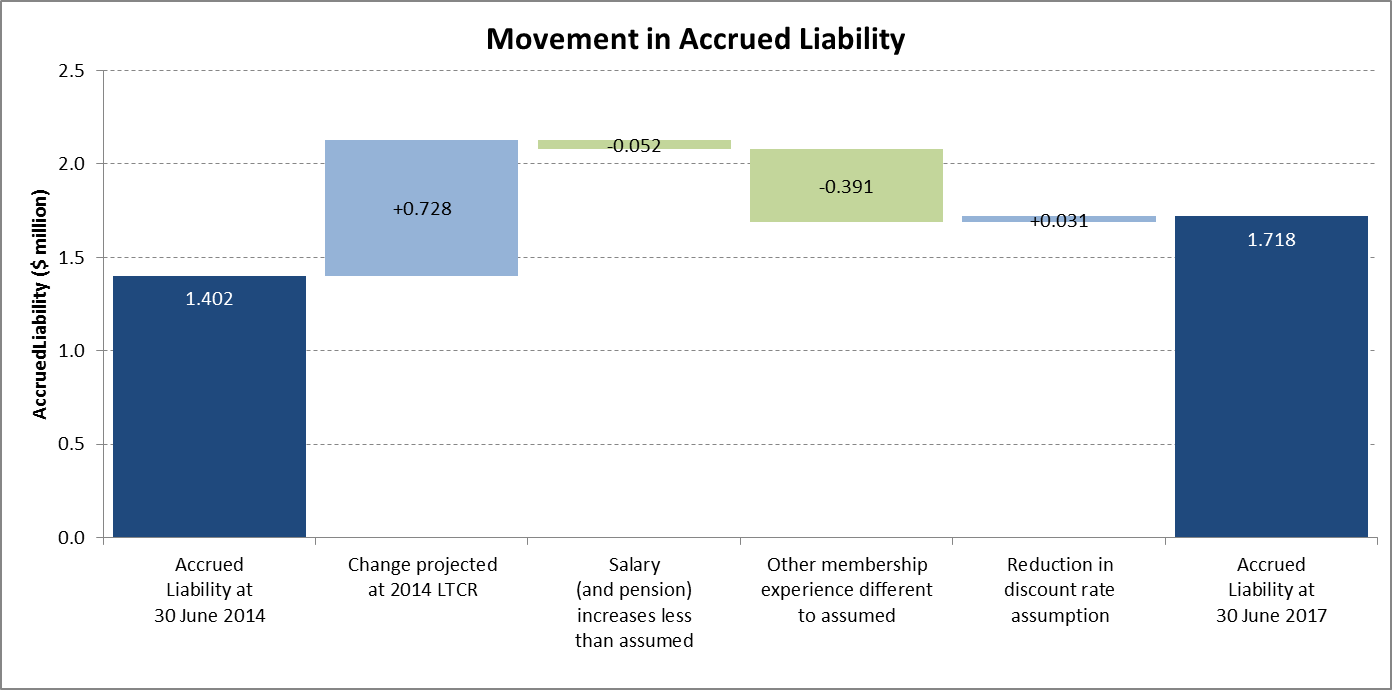 Movement in Accrued Liability
AccruedLiability ($ million)
2.5
2.0
1.5
1.0
0.5
0.0
1.402
+0.728
-0.052
-0.391
+0.031
1.718
Accrued
Liability at
30 June 2014
Change projected
at 2014 LTCR
Salary
(and pension)
increases less
than assumed
Other membership
experience different
to assumed
Reduction in
discount rate
assumption
Accrued
Liability at
30 June 2017